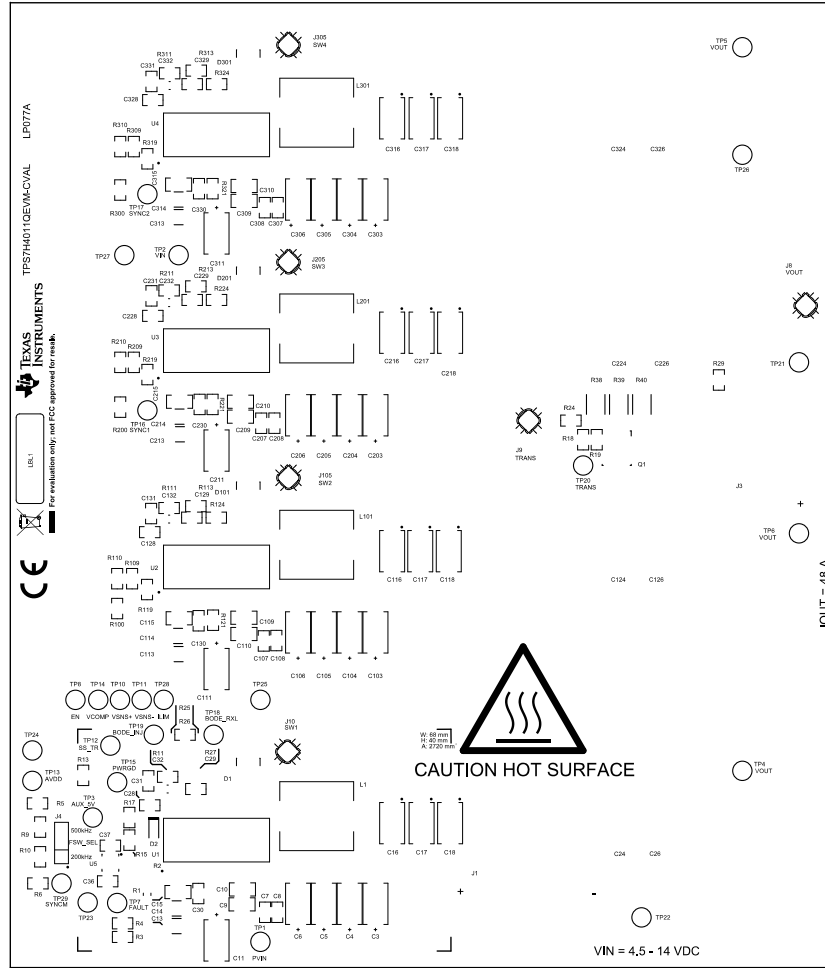 J305
SW4
TP5
VOUT
R311
C332
R313
C329
D301
C331
R324
L301
C328
LP077A
U4
R310
R309
R319
C316
C317
C318
C324
C326
TP26
C315
R321
C310
TP17
SYNC2
C314
C330
R300
C313
C309
C308
C307
C306
C305
C304
C303
TPS7H4011QEVM-CVAL
TP27
TP2
VIN
C311
J205
SW3
J8
VOUT
R211
C232
R213
C229
D201
C231
R224
L201
C228
TEXAS
INSTRUMENTS
For evaluation only; not FCC approved for resale.
LBL1
U3
R210
R209
R219
C216
C217
C218
C224
C226
R29
TP21
R38
R39
R40
C215
R221
C210
R200
TP16
SYNC1
C214
C213
C230
C209
C207
C208
C206
C205
C204
C203
R24
R18
R19
J9
TRANS
TP20
TRANS
Q1
C211
J105
SW2
J3
+
R111
C132
R113
C129
D101
C131
R124
L101
C128
TP6
VOUT
U2
R110
R109
R119
R100
C116
C117
C118
C124
C126
IOUT = 48 A
CE
C115
C114
C113
R121
C130
C109
C110
C107
C108
C106
C105
C104
C103
C111
TP8
EN
TP14
VCOMP
TP10
VSNS+
TP11
VSNS-
TP28
ILIM
R25
R26
TP18
BODE_RXL
TP25
TP19
BODE_INJ
J10
SW1
W: 68 mm
H: 40 mm
A: 2720 mm
CAUTION HOT SURFACE
TP24
TP12
SS_TR
R13
R11
C32
R27
C29
D1
TP13
AVDD
TP15
PWRGD
C31
L1
TP4
VOUT
C28
R5
TP3
AUX_5V
R17
J4
500kHz
FSW_SEL
200kHz
R9
R10
C37
D2
R15
U1
R2
U5
C16
C17
C18
C24
C26
R6
TP29
SYNCM
C36
R1
C15
C14
C13
C30
C10
C9
C7
C8
J1
+
-
TP23
TP7
FAULT
R4
R3
C11
TP1
PVIN
C6
C5
C4
C3
TP22
VIN = 4.5 - 14 VDC